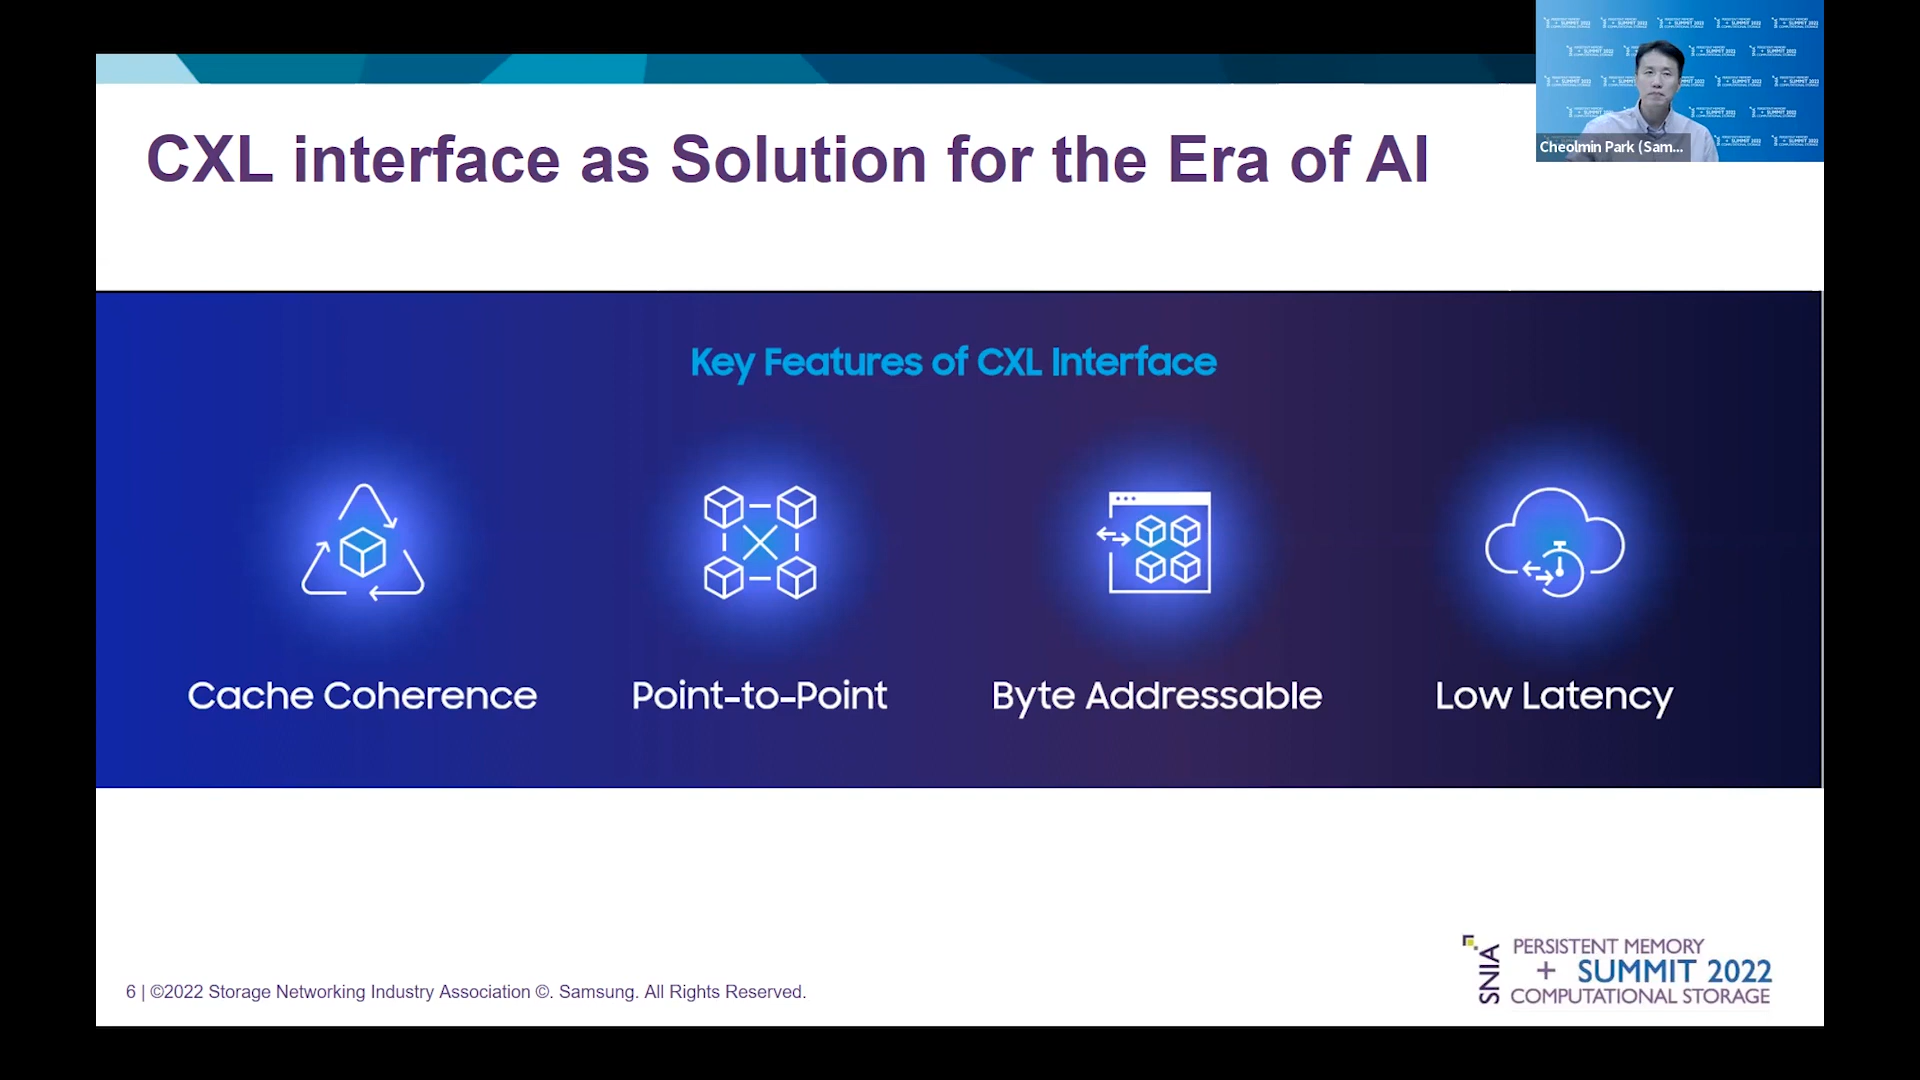 CXL interface as Solution for the Era of AI
Cheolmin Park (Sam...
Key Features of CXL Interface
Cache Coherence
Point-to-Point
Byte Addressable
Low Latency
6 | ©2022 Storage Networking Industry Association ©. Samsung. All Rights Reserved.
SNIA
PERSISTENT MEMORY
+ SUMMIT 2022
COMPUTATIONAL STORAGE